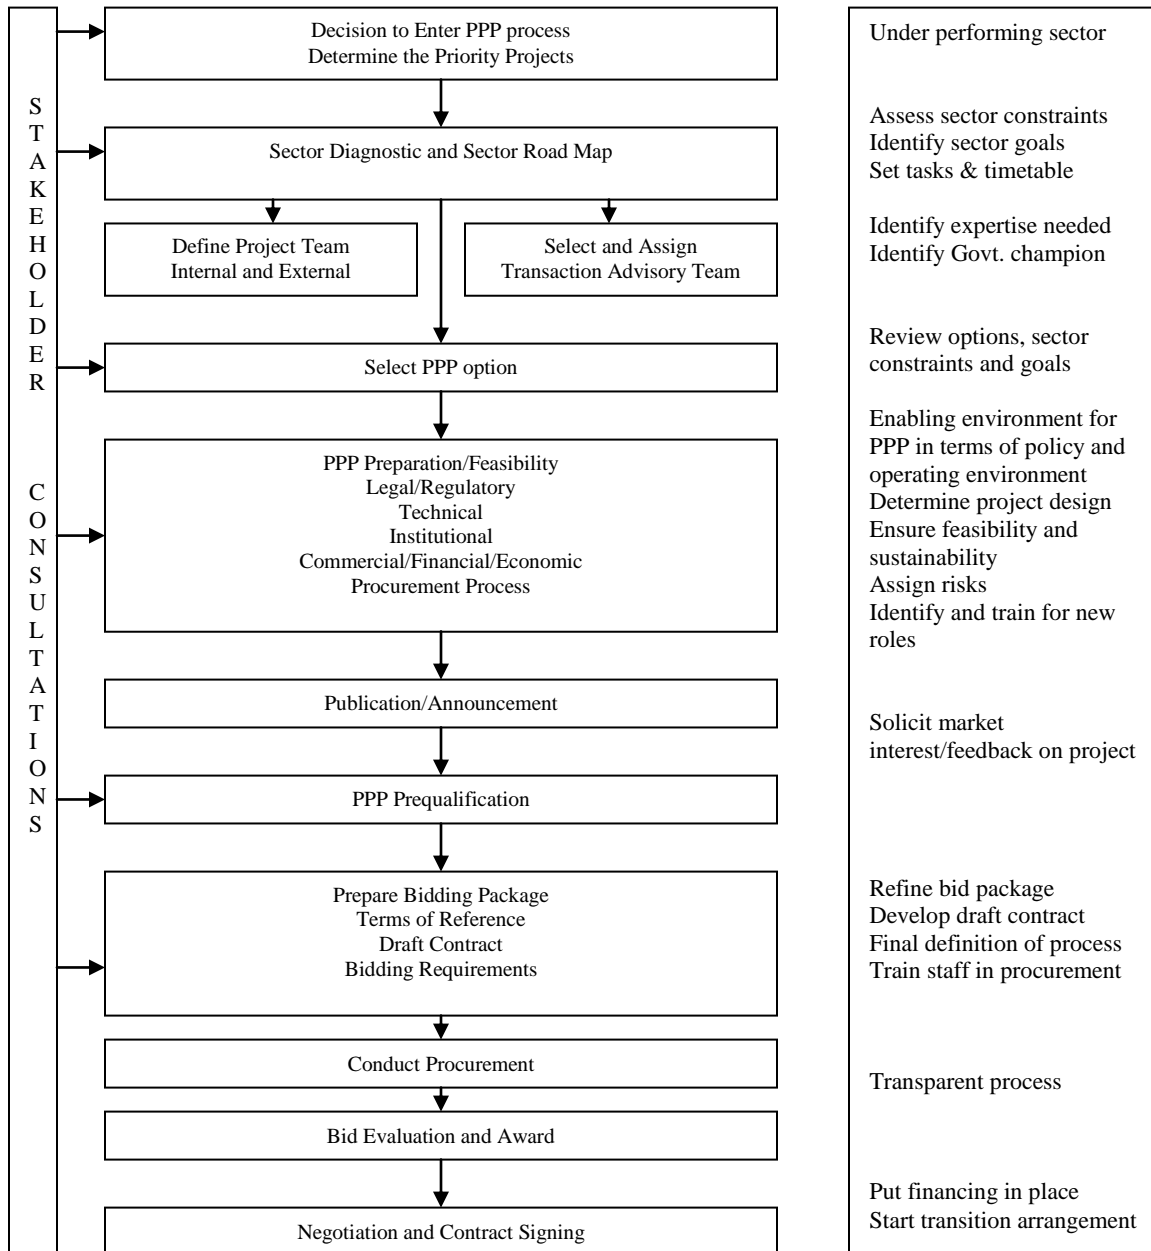 STAKEHOLDER CONSULTATIONS
Decision to Enter PPP process
Determine the Priority Projects
Sector Diagnostic and Sector Road Map
Define Project Team
Internal and External
Select and Assign
Transaction Advisory Team
Select PPP option
PPP Preparation/Feasibility
Legal/Regulatory
Technical
Institutional
Commercial/Financial/Economic
Procurement Process
Publication/Announcement
PPP Prequalification
Prepare Bidding Package
Terms of Reference
Draft Contract
Bidding Requirements
Conduct Procurement
Bid Evaluation and Award
Negotiation and Contract Signing
Under performing sector
Assess sector constraints
Identify sector goals
Set tasks & timetable
Identify expertise needed
Identify Govt. champion
Review options, sector
constraints and goals
Enabling environment for
PPP in terms of policy and
operating environment
Determine project design
Ensure feasibility and
sustainability
Assign risks
Identify and train for new
roles
Solicit market
interest/feedback on project
Refine bid package
Develop draft contract
Final definition of process
Train staff in procurement
Transparent process
Put financing in place
Start transition arrangement